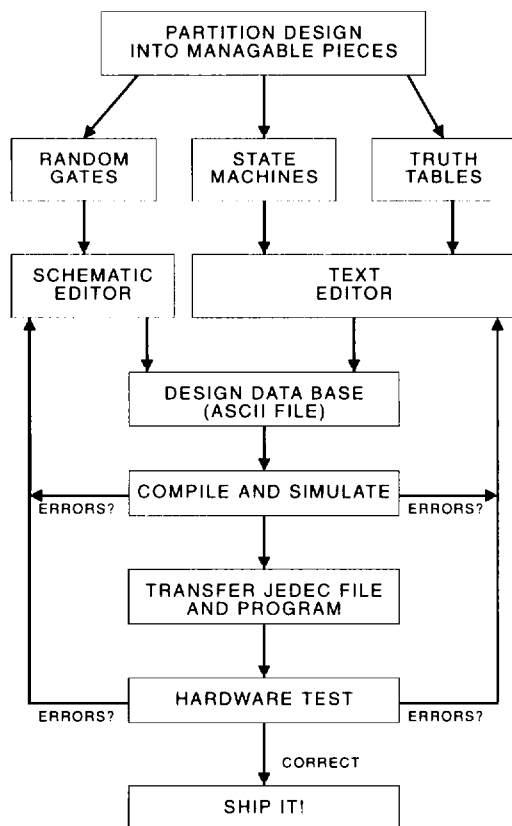 PARTITION DESIGN
INTO MANAGABLE PIECES
RANDOM
GATES
STATE
MACHINES
TRUTH
TABLES
SCHEMATIC
EDITOR
TEXT
EDITOR
DESIGN DATA BASE
(ASCII FILE)
COMPILE AND SIMULATE
ERRORS?
ERRORS?
TRANSFER JEDEC FILE
AND PROGRAM
HARDWARE TEST
ERRORS?
ERRORS?
CORRECT
SHIP IT!